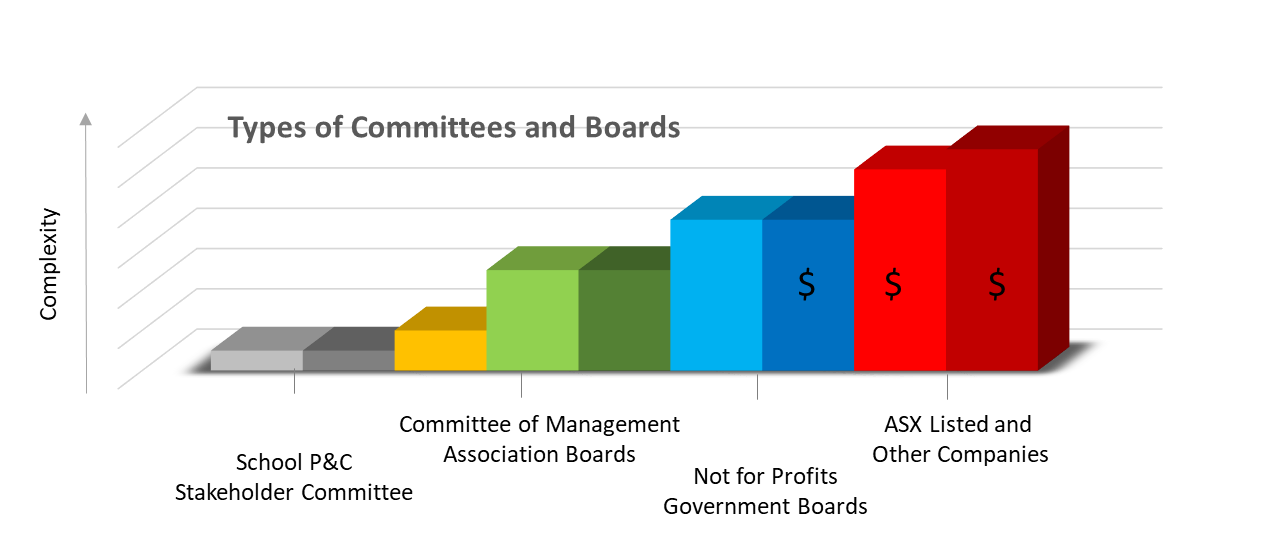 Types of Committees and Boards
Complexity
$ $ $
School P&C
Stakeholder Committee
Committee of Management
Association Boards
Not for Profits
Government Boards
ASX Listed and
Other Companies